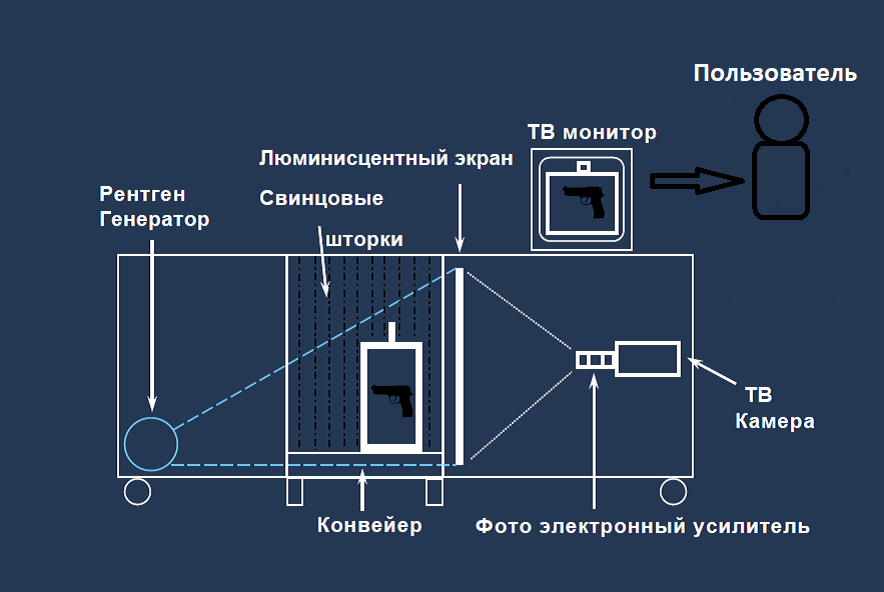 Пользователь
ТВ монитор
Люминисцентный экран
Свинцовые
шторки
Рентген
Генератор
ТВ
Камера
Конвейер
Фото электронный усилитель